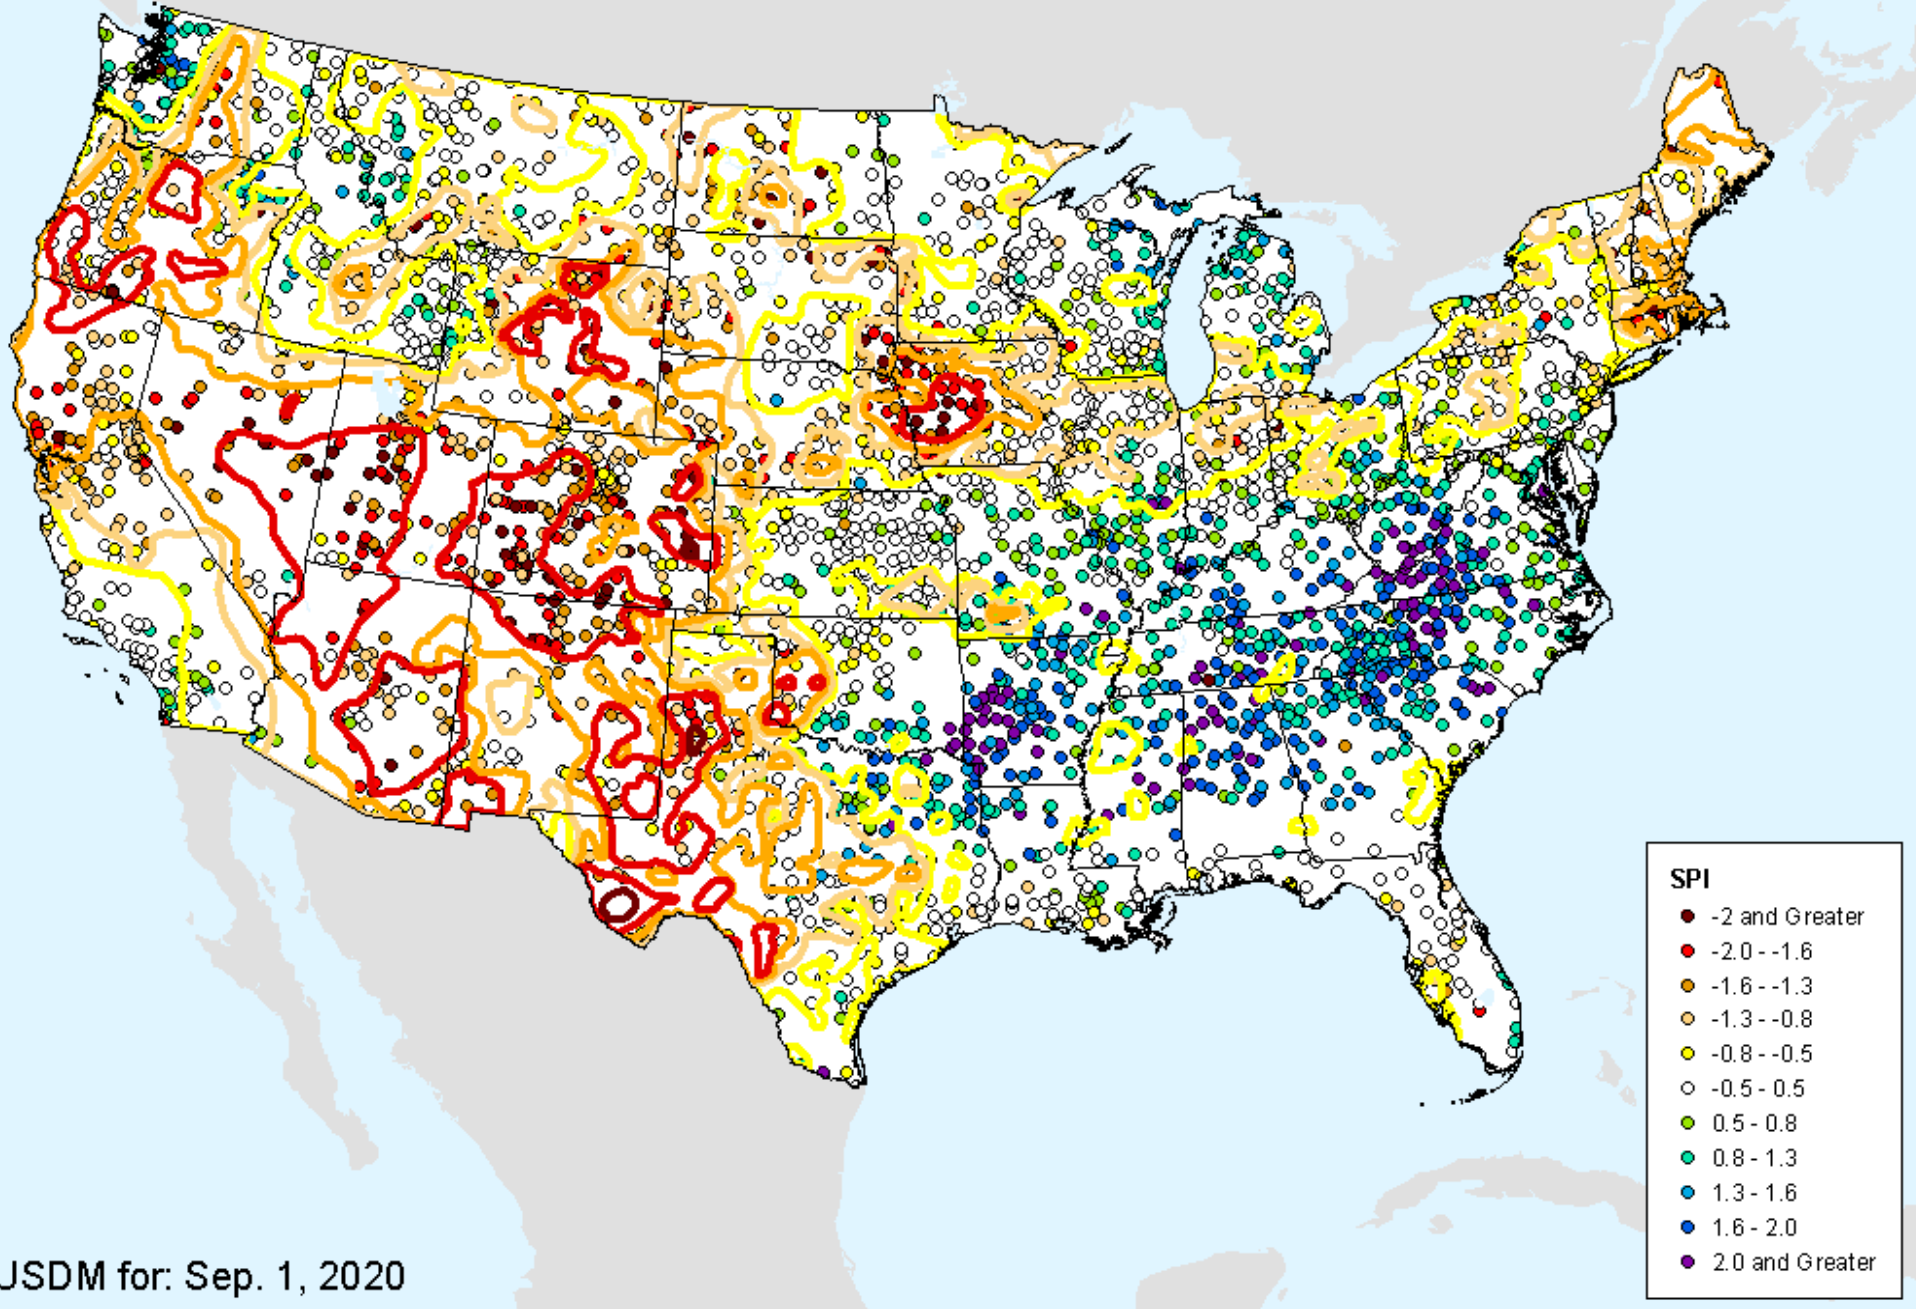 SPI
-2 and Greater
-2.0 - -1.6
-1.6 - -1.3
-1.3 - -0.8
-0.8 - -0.5
-0.5 - 0.5
0.5 - 0.8
0.8 - 1.3
1.3 - 1.6
1.6 - 2.0
2.0 and Greater
USDM for: Sep. 1, 2020